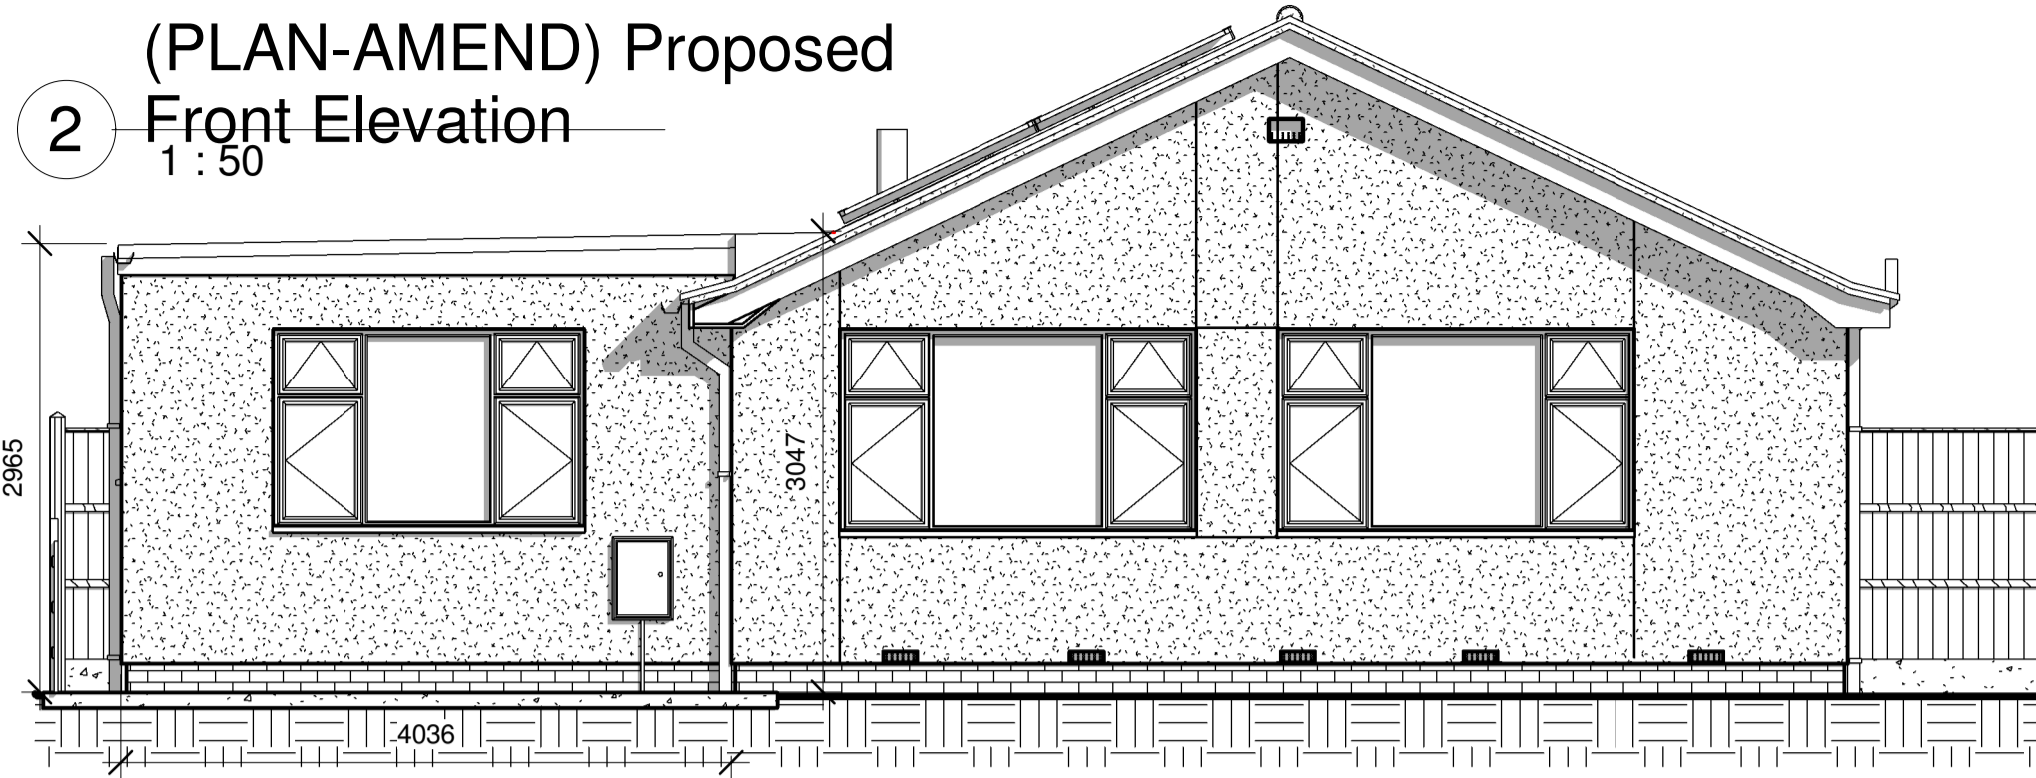 (PLAN-AMEND) Proposed
2 Front Elevation
1 : 50
2965
3047
4036